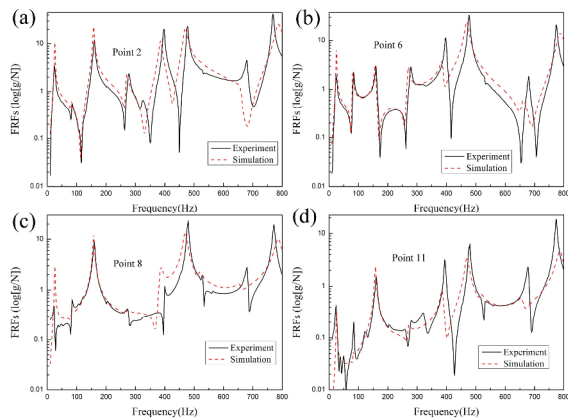 (a)
Point 2
FRFs (log[g/N])
10
1
0.1
0.01
Experiment
Simulation
0 100 200 300 400 500 600 700 800
Frequency(Hz)
(b)
Point 6
FRFs (log[g/N])
10
1
0.1
0.01
Experiment
Simulation
0 100 200 300 400 500 600 700 800
Frequency(Hz)
(c)
Point 8
FRFs (log[g/N])
10
1
0.1
0.01
Experiment
Simulation
0 100 200 300 400 500 600 700 800
Frequency(Hz)
(d)
Point 11
FRFs (log[g/N])
10
1
0.1
0.01
Experiment
Simulation
0 100 200 300 400 500 600 700 800
Frequency(Hz)